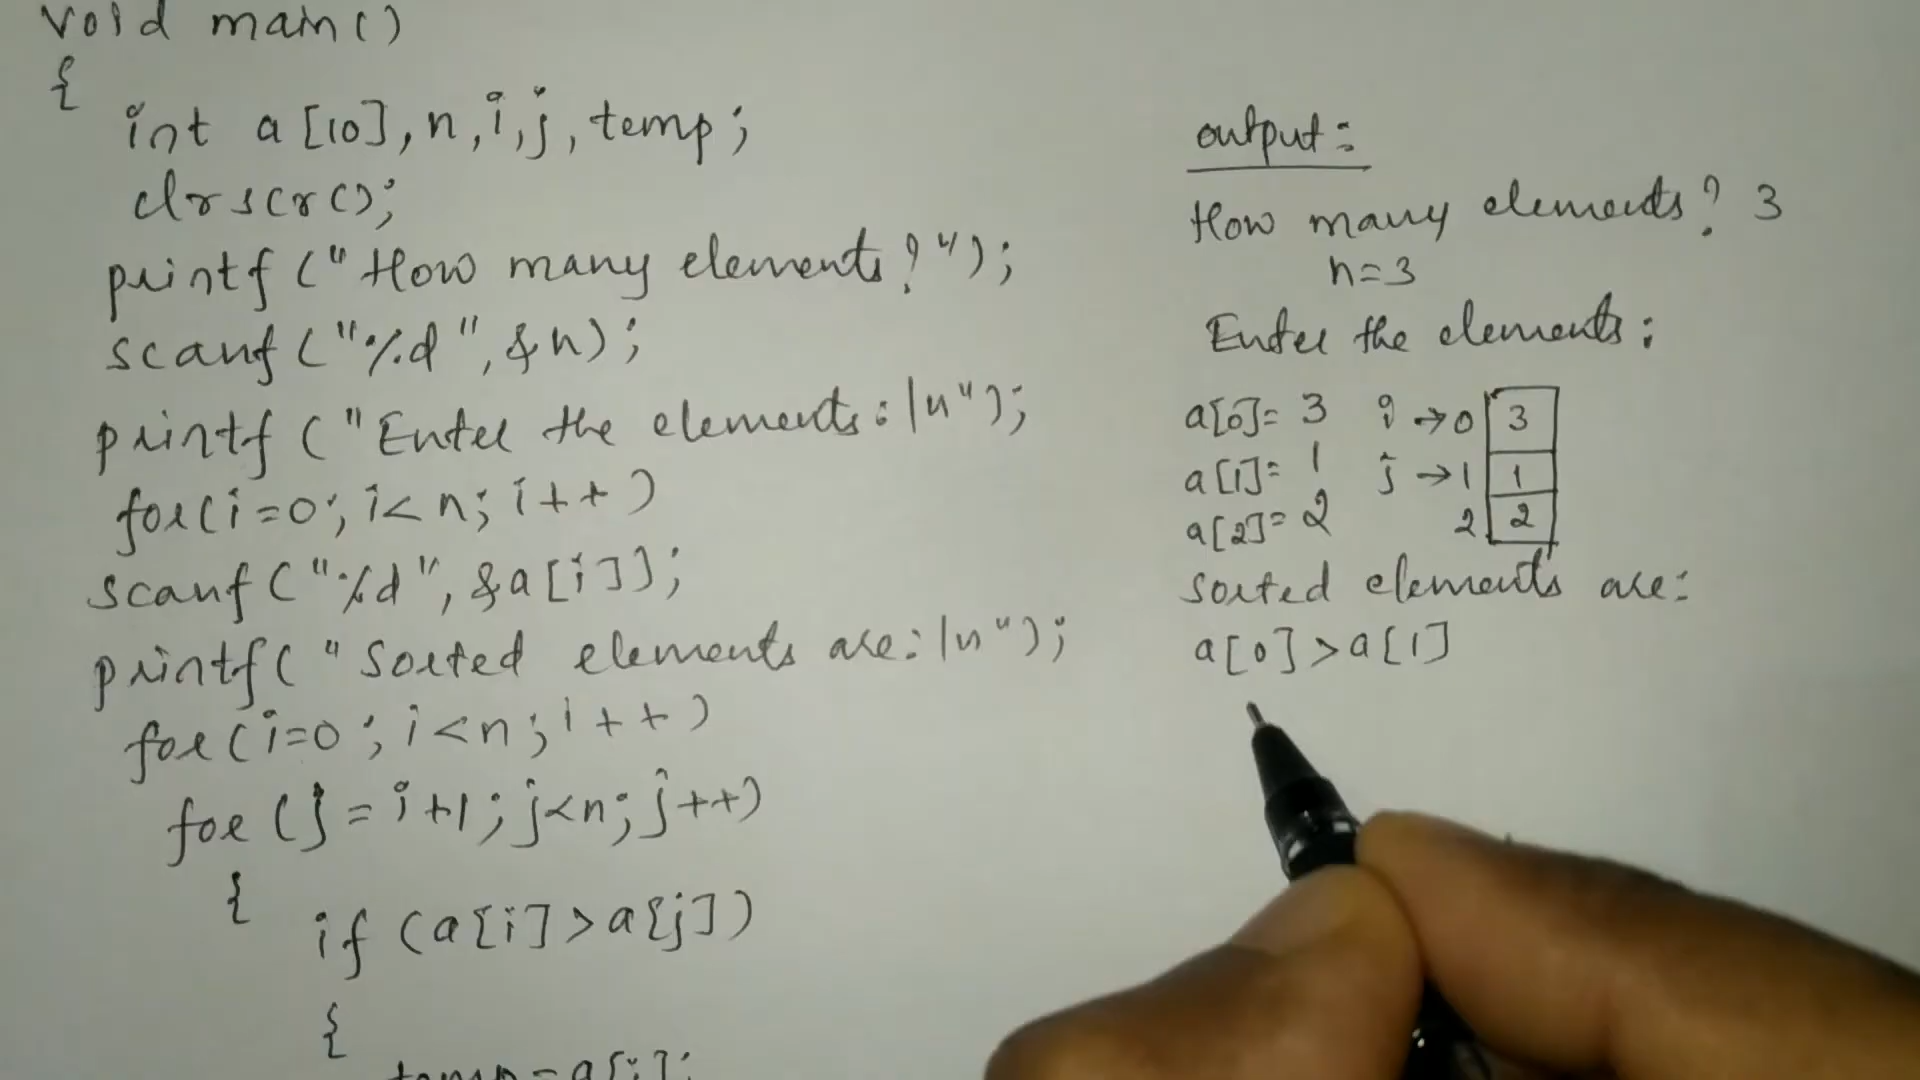 void main()
{
int a[10],n,i,j,temp;
clrscr();
printf("How many elements?");
scanf("%d",&n);
printf("Enter the elements:\n");
for(i=0;i<n;i++)
scanf("%d",&a[i]);
printf("Sorted elements are:\n");
for(i=0;i<n;i++)
for(j=i+1;j<n;j++)
{
if(a[i]>a[j])
{
temp=a[i];
output:
How many elements? 3
n=3
Enter the elements:
a[0]= 3 i→0 3
a[1]= 1 j→1 1
a[2]= 2 2 2
sorted elements are:
a[0]>a[1]